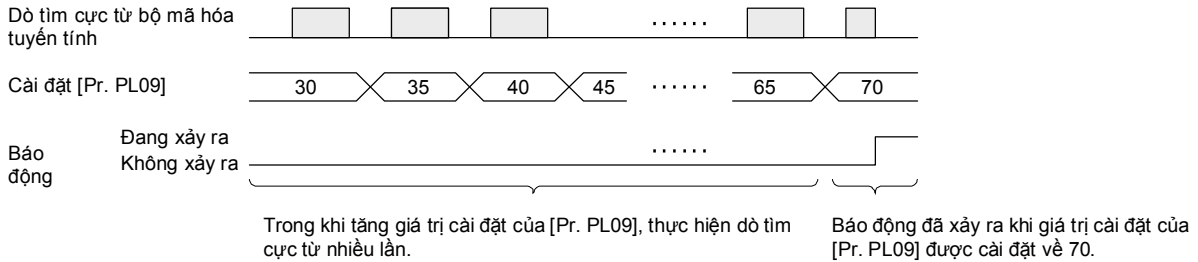 Dò tìm cực từ bộ mã hóa
tuyến tính
......
Cài đặt [Pr. PL09]
30 35 40 45 ...... 65 70
Báo
động
Đang xảy ra
Không xảy ra
......
Trong khi tăng giá trị cài đặt của [Pr. PL09], thực hiện dò tìm
cực từ nhiều lần.
Báo động đã xảy ra khi giá trị cài đặt của
[Pr. PL09] được cài đặt về 70.